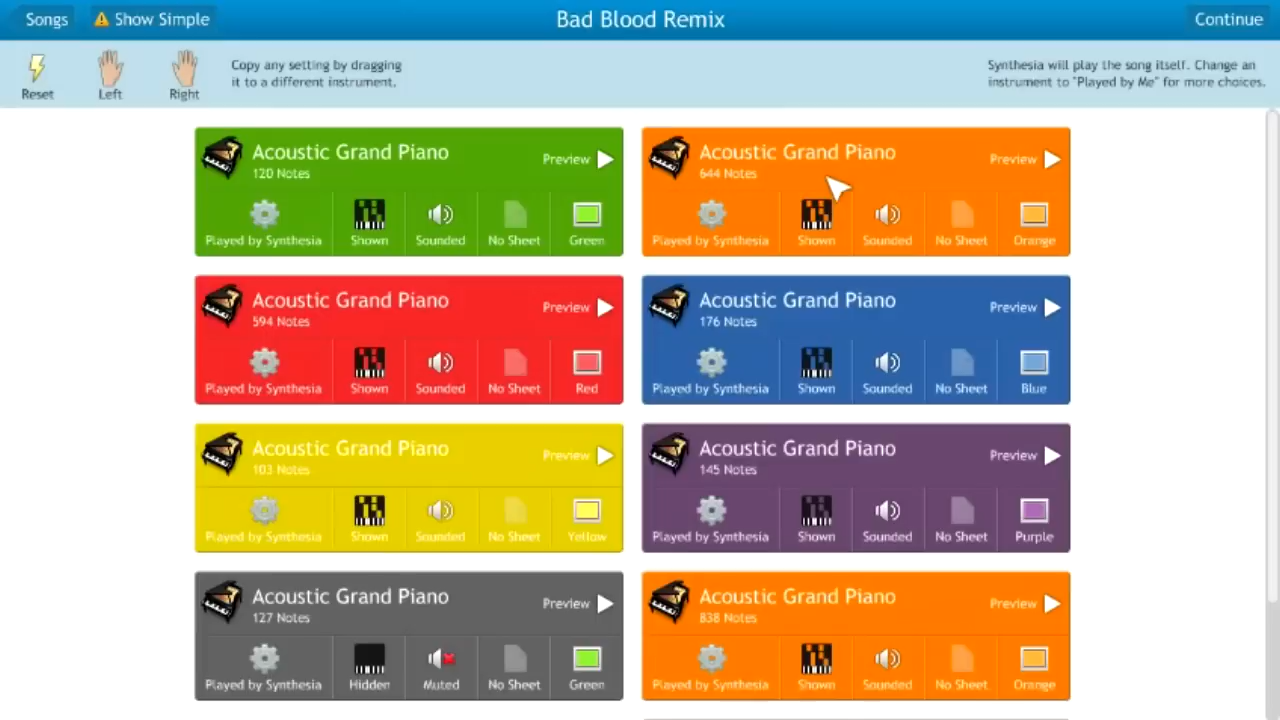 Songs
Show Simple
Bad Blood Remix
Continue
Reset
Left
Right
Copy any setting by dragging
it to a different instrument.
Synthesia will play the song itself. Change an
instrument to "Played by Me" for more choices.
Acoustic Grand Piano
120 Notes
Preview
Played by Synthesia
Shown
Sounded
No Sheet
Green
Acoustic Grand Piano
644 Notes
Preview
Played by Synthesia
Shown
Sounded
No Sheet
Orange
Acoustic Grand Piano
594 Notes
Preview
Played by Synthesia
Shown
Sounded
No Sheet
Red
Acoustic Grand Piano
176 Notes
Preview
Played by Synthesia
Shown
Sounded
No Sheet
Blue
Acoustic Grand Piano
103 Notes
Preview
Played by Synthesia
Shown
Sounded
No Sheet
Yellow
Acoustic Grand Piano
145 Notes
Preview
Played by Synthesia
Shown
Sounded
No Sheet
Purple
Acoustic Grand Piano
127 Notes
Preview
Played by Synthesia
Hidden
Muted
No Sheet
Green
Acoustic Grand Piano
838 Notes
Preview
Played by Synthesia
Shown
Sounded
No Sheet
Orange